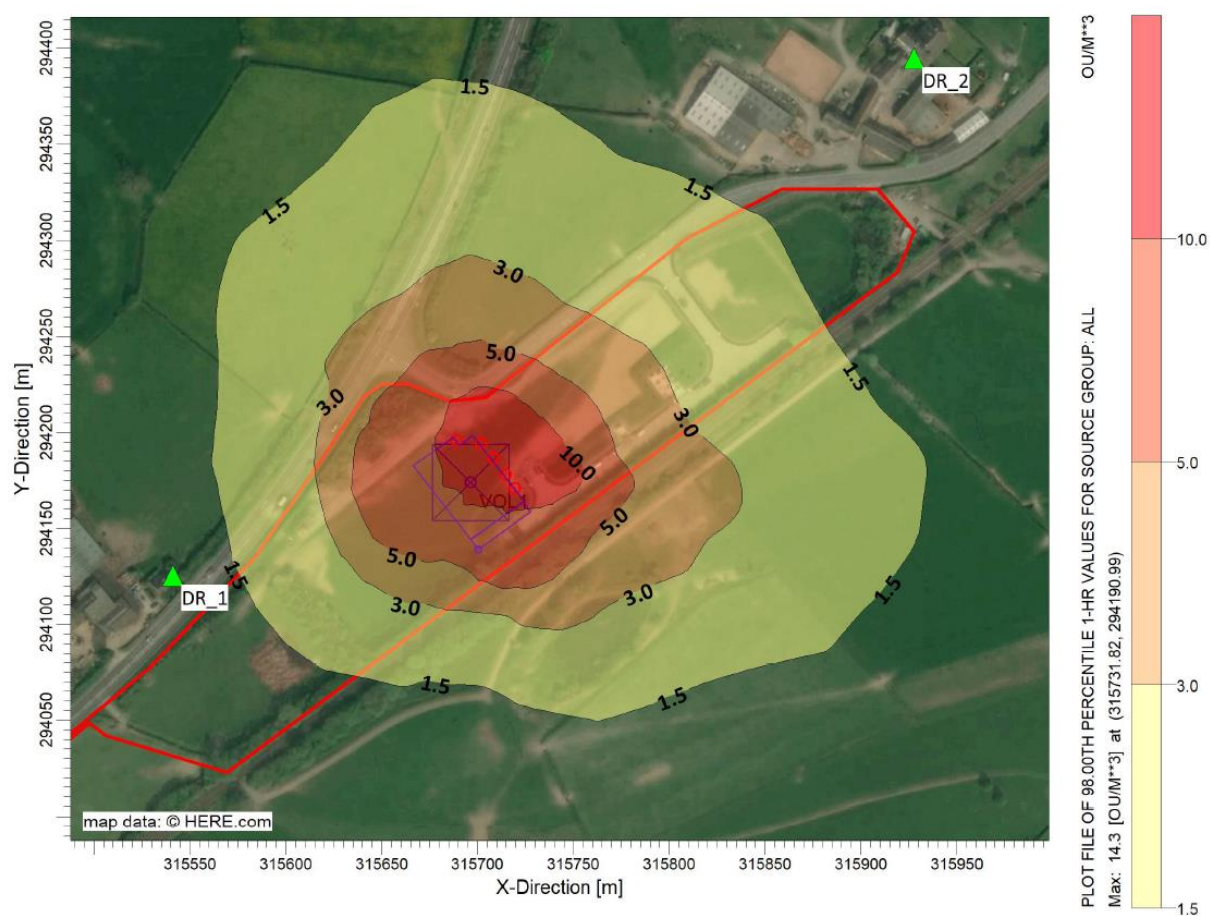 294400
294350
294300
294250
294200
294150
294100
294050
Y-Direction [m]
DR_2
DR_1
1.5
1.5
1.5
1.5
1.5
1.5
1.5
1.5
3.0
3.0
3.0
3.0
3.0
5.0
5.0
5.0
10.0
VOL1
map data: © HERE.com
315550 315600 315650 315700 315750 315800 315850 315900 315950
X-Direction [m]
PLOT FILE OF 98.00TH PERCENTILE 1-HR VALUES FOR SOURCE GROUP: ALL
OU/M**3
Max: 14.3 [OU/M**3] at (315731.82, 294190.99)
10.0
5.0
3.0
1.5